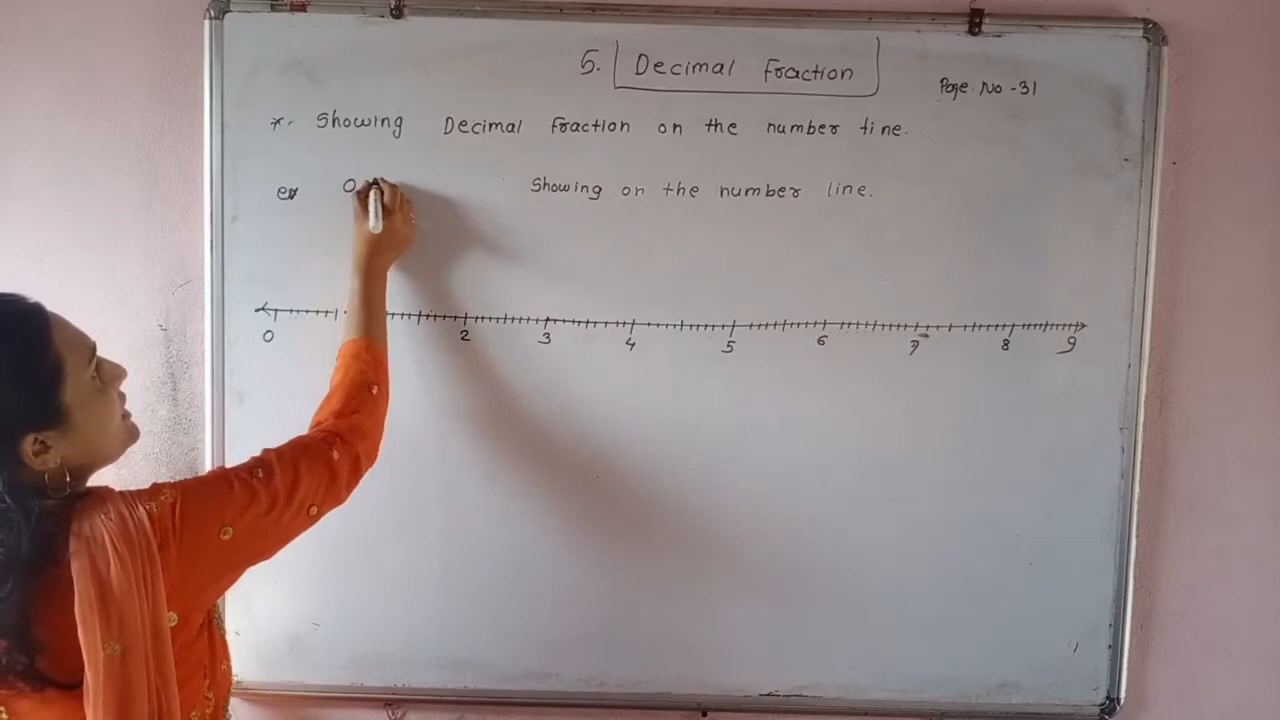 5. Decimal Fraction
Page. No - 31
*. Showing Decimal Fraction on the number line.
ex 0 Showing on the number line.
0 2 3 4 5 6 7 8 9